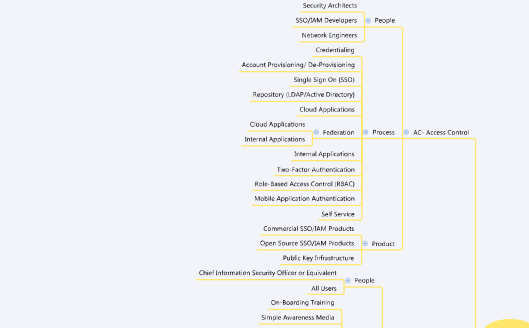 Security Architects
SSO/IAM Developers
People
Network Engineers
Credentialing
Account Provisioning/ De-Provisioning
Single Sign On (SSO)
Repository (LDAP/Active Directory)
Cloud Applications
Cloud Applications
Federation
Process
AC- Access Control
Internal Applications
Internal Applications
Two-Factor Authentication
Role-Based Access Control (RBAC)
Mobile Application Authentication
Self Service
Commercial SSO/IAM Products
Open Source SSO/IAM Products
Product
Public Key Infrastructure
Chief Information Security Officer or Equivalent
People
All Users
On-Boarding Training
Simple Awareness Media